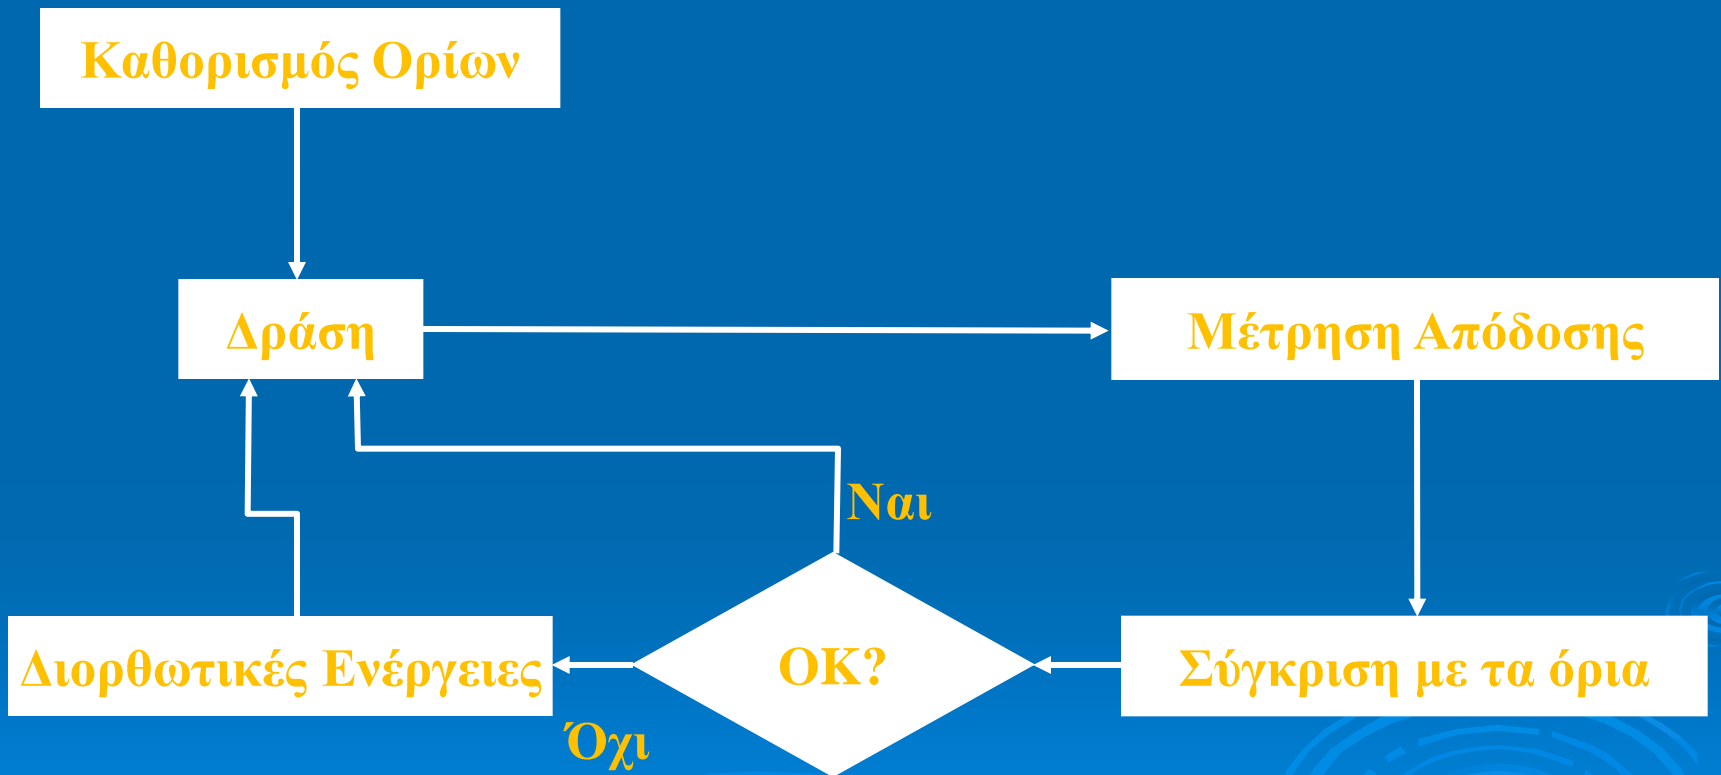 Καθορισμός Ορίων
Δράση
Μέτρηση Απόδοσης
Ναι
Διορθωτικές Ενέργειες
OK?
Σύγκριση με τα όρια
Όχι